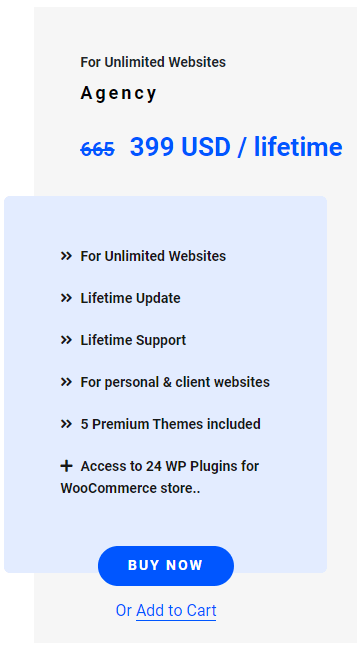 For Unlimited Websites
Agency
665 399 USD / lifetime
For Unlimited Websites
Lifetime Update
Lifetime Support
For personal & client websites
5 Premium Themes included
Access to 24 WP Plugins for
WooCommerce store..
BUY NOW
Or Add to Cart